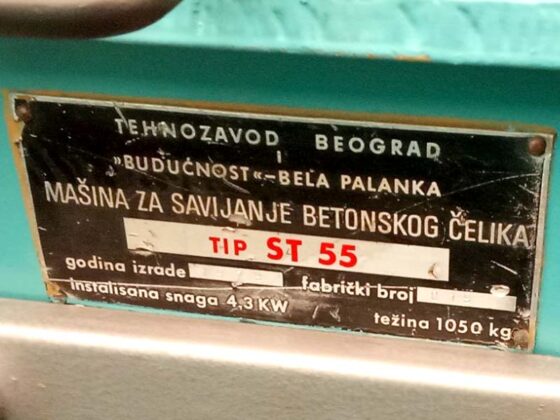 TEHNOZAVOD BEOGRAD
I
»BUDUĆNOST«–BELA PALANKA
MAŠINA ZA SAVIJANJE BETONSKOG ČELIKA
TIP ST 55
godina izrade
fabrički broj
instalisana snaga 4,3 KW
težina 1050 kg